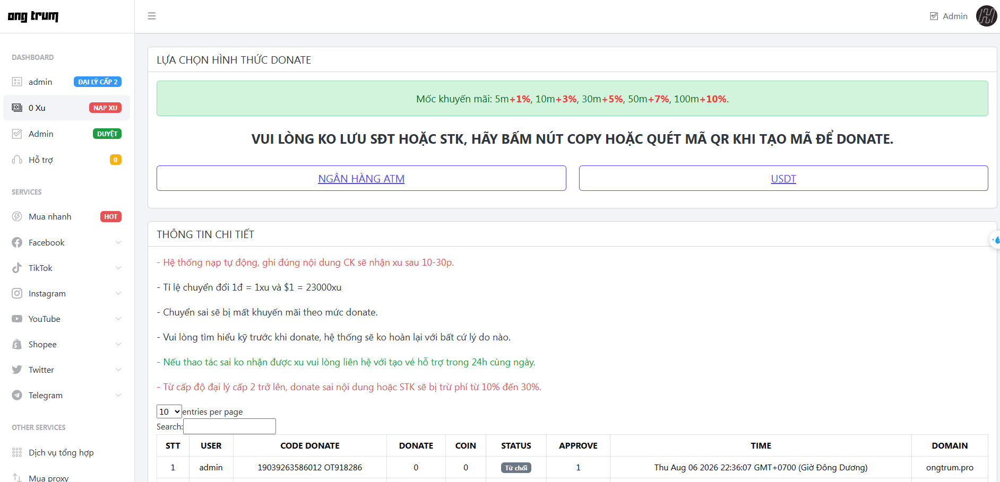 ong trum
Admin
DASHBOARD
admin ĐẠI LÝ CẤP 2
0 Xu NẠP XU
Admin DUYỆT
Hỗ trợ 0
SERVICES
Mua nhanh HOT
Facebook
TikTok
Instagram
YouTube
Shopee
Twitter
Telegram
OTHER SERVICES
Dịch vụ tổng hợp
Mua proxy
LỰA CHỌN HÌNH THỨC DONATE
Mốc khuyến mãi: 5m+1%, 10m+3%, 30m+5%, 50m+7%, 100m+10%.
VUI LÒNG KO LƯU SĐT HOẶC STK, HÃY BẤM NÚT COPY HOẶC QUÉT MÃ QR KHI TẠO MÃ ĐỂ DONATE.
NGÂN HÀNG ATM USDT
THÔNG TIN CHI TIẾT
- Hệ thống nạp tự động, ghi đúng nội dung CK sẽ nhận xu sau 10-30p.
- Tỉ lệ chuyển đổi 1đ = 1xu và $1 = 23000xu
- Chuyển sai sẽ bị mất khuyến mãi theo mức donate.
- Vui lòng tìm hiểu kỹ trước khi donate, hệ thống sẽ ko hoàn lại với bất cứ lý do nào.
- Nếu thao tác sai ko nhận được xu vui lòng liên hệ với tạo vé hỗ trợ trong 24h cùng ngày.
- Từ cấp độ đại lý cấp 2 trở lên, donate sai nội dung hoặc STK sẽ bị trừ phí từ 10% đến 30%.
10 entries per page
Search:
STT USER CODE DONATE DONATE COIN STATUS APPROVE TIME DOMAIN
1 admin 19039263586012 OT918286 0 0 Từ chối 1 Thu Aug 06 2026 22:36:07 GMT+0700 (Giờ Đông Dương) ongtrum.pro